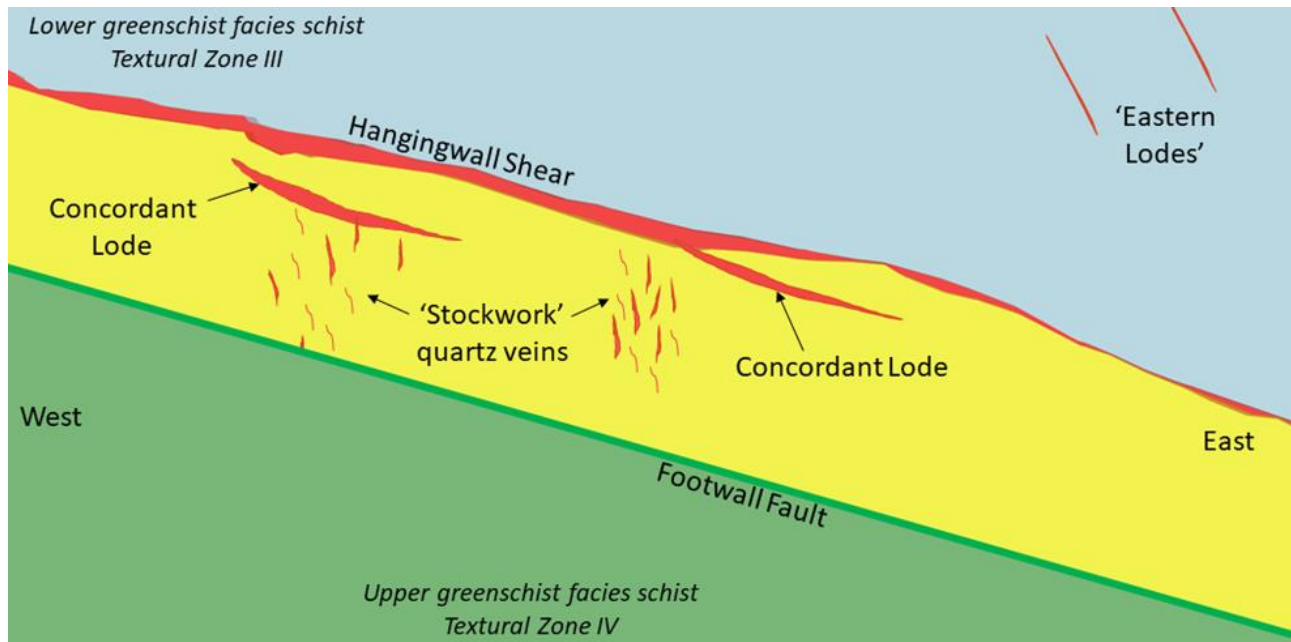 Lower greenschist facies schist
Textural Zone III
Hangingwall Shear
'Eastern
Lodes'
Concordant
Lode
'Stockwork'
quartz veins
Concordant Lode
West
East
Footwall Fault
Upper greenschist facies schist
Textural Zone IV